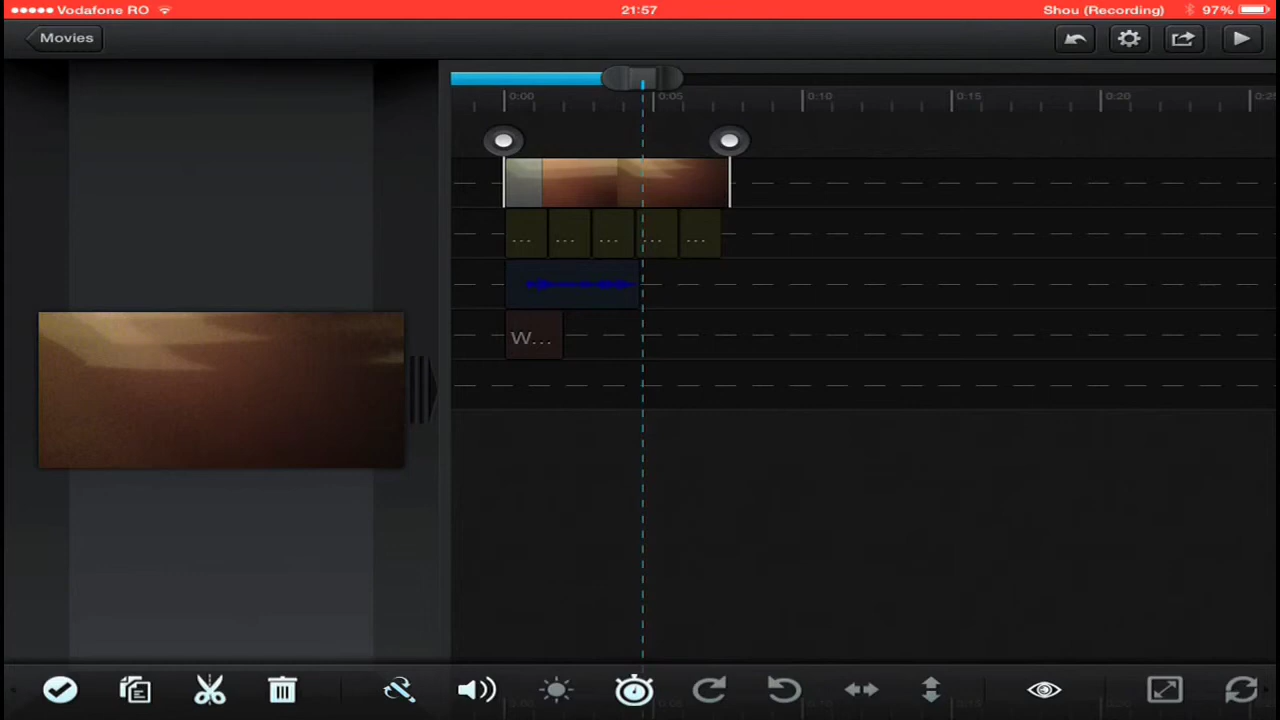 Vodafone RO 21:57 Shou (Recording) 97%
Movies
0:00 0:05 0:10 0:15 0:20
... ... ... ... ...
W...